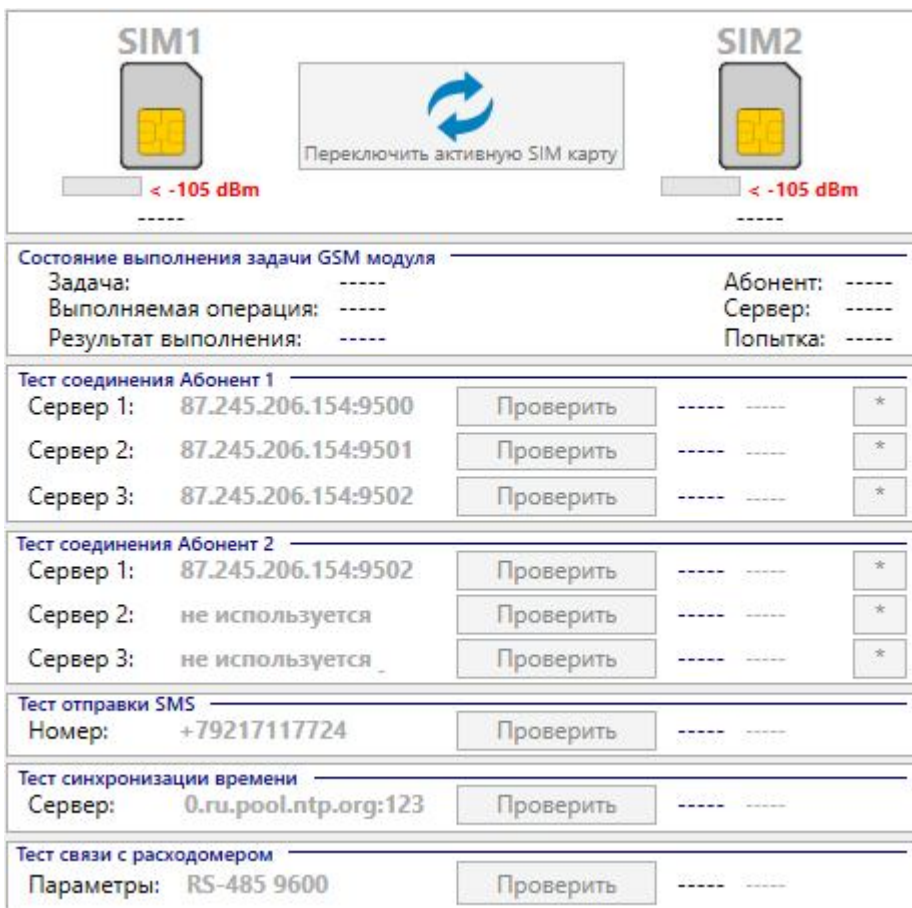 SIM1 SIM2
Переключить активную SIM карту
< -105 dBm < -105 dBm
----- -----
Состояние выполнения задачи GSM модуля
Задача: ----- Абонент: -----
Выполняемая операция: ----- Сервер: -----
Результат выполнения: ----- Попытка: -----
Тест соединения Абонент 1
Сервер 1: 87.245.206.154:9500 Проверить ----- ----- *
Сервер 2: 87.245.206.154:9501 Проверить ----- ----- *
Сервер 3: 87.245.206.154:9502 Проверить ----- ----- *
Тест соединения Абонент 2
Сервер 1: 87.245.206.154:9502 Проверить ----- ----- *
Сервер 2: не используется Проверить ----- ----- *
Сервер 3: не используется _ Проверить ----- ----- *
Тест отправки SMS
Номер: +79217117724 Проверить ----- -----
Тест синхронизации времени
Сервер: 0.ru.pool.ntp.org:123 Проверить ----- -----
Тест связи с расходомером
Параметры: RS-485 9600 Проверить ----- -----